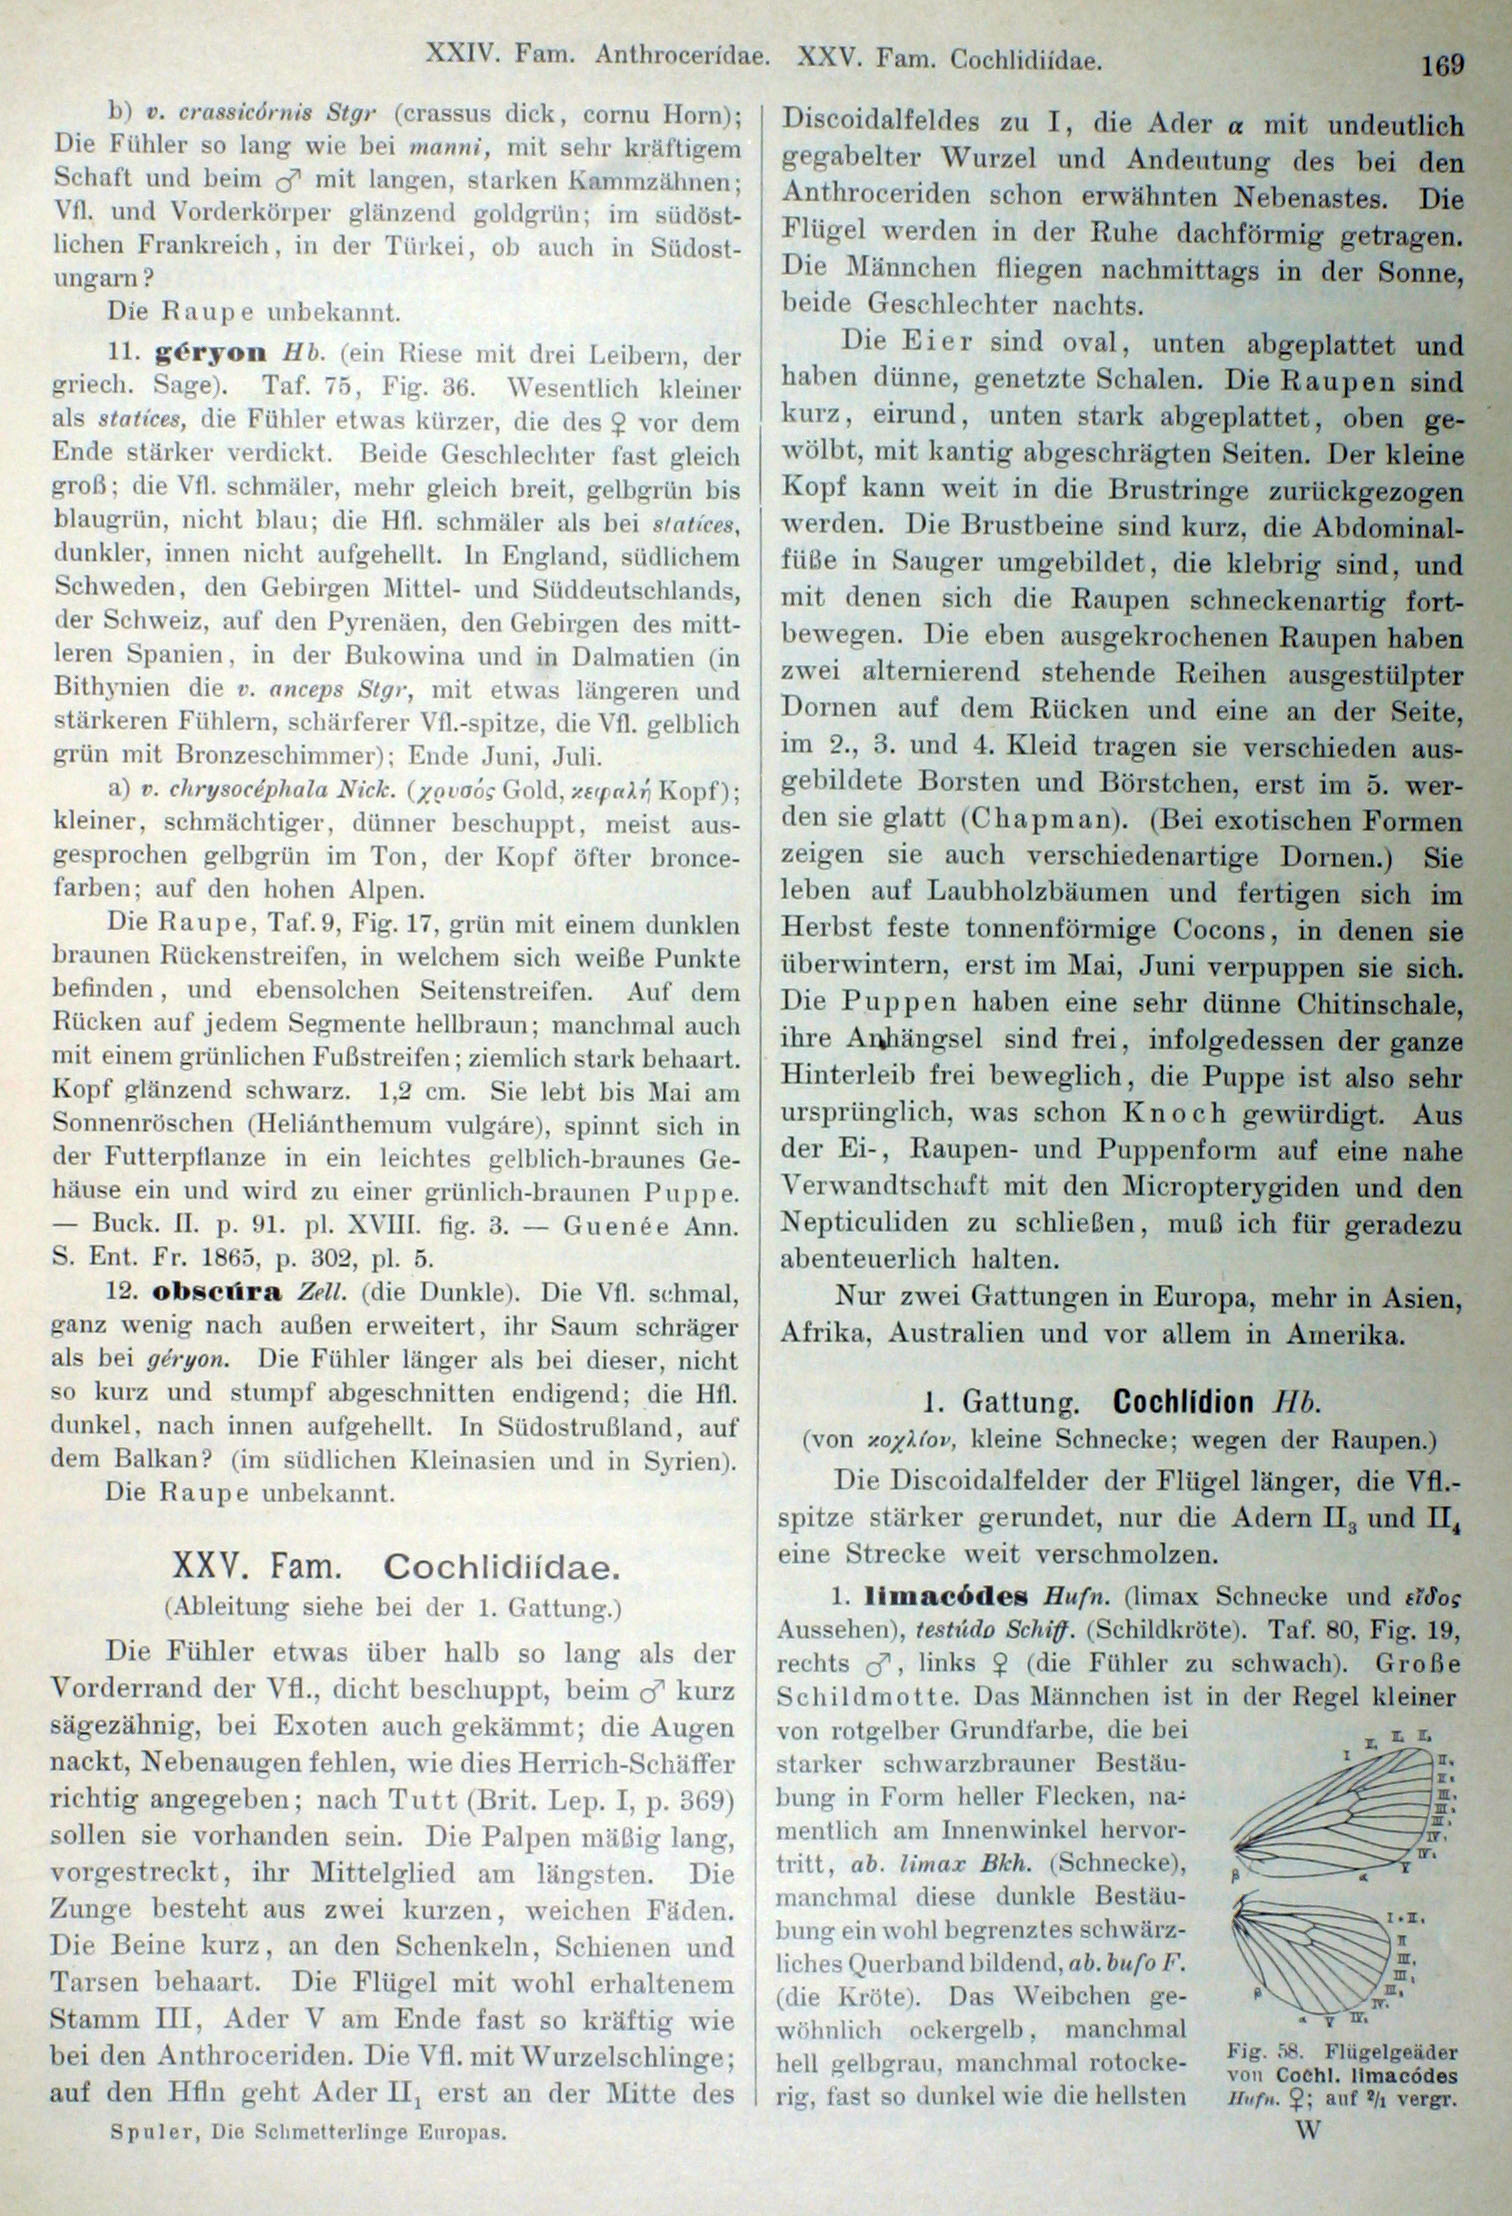 XXIV. Fam. Anthroceridae. XXV. Fam. Cochlidiídae.
169
b) v. crassicórnis Stgr (crassus dick, cornu Horn);
Die Fühler so lang wie bei manni, mit sehr kräftigem
Schaft und beim ♂ mit langen, starken Kammzähnen;
Vfl. und Vorderkörper glänzend goldgrün; im südöst-
lichen Frankreich, in der Türkei, ob auch in Südost-
ungarn?
Die Raupe unbekannt.
11. géryon Hb. (ein Riese mit drei Leibern, der
griech. Sage). Taf. 75, Fig. 36. Wesentlich kleiner
als statíces, die Fühler etwas kürzer, die des ♀ vor dem
Ende stärker verdickt. Beide Geschlechter fast gleich
groß; die Vfl. schmäler, mehr gleich breit, gelbgrün bis
blaugrün, nicht blau; die Hfl. schmäler als bei statíces,
dunkler, innen nicht aufgehellt. In England, südlichem
Schweden, den Gebirgen Mittel- und Süddeutschlands,
der Schweiz, auf den Pyrenäen, den Gebirgen des mitt-
leren Spanien, in der Bukowina und in Dalmatien (in
Bithynien die v. anceps Stgr, mit etwas längeren und
stärkeren Fühlern, schärferer Vfl.-spitze, die Vfl. gelblich
grün mit Bronzeschimmer); Ende Juni, Juli.
a) v. chrysocéphala Nick. (χρυσός Gold, κεφαλή Kopf);
kleiner, schmächtiger, dünner beschuppt, meist aus-
gesprochen gelbgrün im Ton, der Kopf öfter bronce-
farben; auf den hohen Alpen.
Die Raupe, Taf. 9, Fig. 17, grün mit einem dunklen
braunen Rückenstreifen, in welchem sich weiße Punkte
befinden, und ebensolchen Seitenstreifen. Auf dem
Rücken auf jedem Segmente hellbraun; manchmal auch
mit einem grünlichen Fußstreifen; ziemlich stark behaart.
Kopf glänzend schwarz. 1,2 cm. Sie lebt bis Mai am
Sonnenröschen (Heliánthemum vulgáre), spinnt sich in
der Futterpflanze in ein leichtes gelblich-braunes Ge-
häuse ein und wird zu einer grünlich-braunen Puppe.
— Buck. II. p. 91. pl. XVIII. fig. 3. — Guenée Ann.
S. Ent. Fr. 1865, p. 302, pl. 5.
12. obscúra Zell. (die Dunkle). Die Vfl. schmal,
ganz wenig nach außen erweitert, ihr Saum schräger
als bei géryon. Die Fühler länger als bei dieser, nicht
so kurz und stumpf abgeschnitten endigend; die Hfl.
dunkel, nach innen aufgehellt. In Südostrußland, auf
dem Balkan? (im südlichen Kleinasien und in Syrien).
Die Raupe unbekannt.
XXV. Fam. Cochlidiídae.
(Ableitung siehe bei der 1. Gattung.)
Die Fühler etwas über halb so lang als der
Vorderrand der Vfl., dicht beschuppt, beim ♂ kurz
sägezähnig, bei Exoten auch gekämmt; die Augen
nackt, Nebenaugen fehlen, wie dies Herrich-Schäffer
richtig angegeben; nach Tutt (Brit. Lep. I, p. 369)
sollen sie vorhanden sein. Die Palpen mäßig lang,
vorgestreckt, ihr Mittelglied am längsten. Die
Zunge besteht aus zwei kurzen, weichen Fäden.
Die Beine kurz, an den Schenkeln, Schienen und
Tarsen behaart. Die Flügel mit wohl erhaltenem
Stamm III, Ader V am Ende fast so kräftig wie
bei den Anthroceriden. Die Vfl. mit Wurzelschlinge;
auf den Hfln geht Ader II₁ erst an der Mitte des
Spuler, Die Schmetterlinge Europas.
Discoidalfeldes zu I, die Ader α mit undeutlich
gegabelter Wurzel und Andeutung des bei den
Anthroceriden schon erwähnten Nebenastes. Die
Flügel werden in der Ruhe dachförmig getragen.
Die Männchen fliegen nachmittags in der Sonne,
beide Geschlechter nachts.
Die Eier sind oval, unten abgeplattet und
haben dünne, genetzte Schalen. Die Raupen sind
kurz, eirund, unten stark abgeplattet, oben ge-
wölbt, mit kantig abgeschrägten Seiten. Der kleine
Kopf kann weit in die Brustringe zurückgezogen
werden. Die Brustbeine sind kurz, die Abdominal-
füße in Sauger umgebildet, die klebrig sind, und
mit denen sich die Raupen schneckenartig fort-
bewegen. Die eben ausgekrochenen Raupen haben
zwei alternierend stehende Reihen ausgestülpter
Dornen auf dem Rücken und eine an der Seite,
im 2., 3. und 4. Kleid tragen sie verschieden aus-
gebildete Borsten und Börstchen, erst im 5. wer-
den sie glatt (Chapman). (Bei exotischen Formen
zeigen sie auch verschiedenartige Dornen.) Sie
leben auf Laubholzbäumen und fertigen sich im
Herbst feste tonnenförmige Cocons, in denen sie
überwintern, erst im Mai, Juni verpuppen sie sich.
Die Puppen haben eine sehr dünne Chitinschale,
ihre Anhängsel sind frei, infolgedessen der ganze
Hinterleib frei beweglich, die Puppe ist also sehr
ursprünglich, was schon Knoch gewürdigt. Aus
der Ei-, Raupen- und Puppenform auf eine nahe
Verwandtschaft mit den Micropterygiden und den
Nepticuliden zu schließen, muß ich für geradezu
abenteuerlich halten.
Nur zwei Gattungen in Europa, mehr in Asien,
Afrika, Australien und vor allem in Amerika.
1. Gattung. Cochlídion Hb.
(von κοχλίον, kleine Schnecke; wegen der Raupen.)
Die Discoidalfelder der Flügel länger, die Vfl.-
spitze stärker gerundet, nur die Adern II₃ und II₄
eine Strecke weit verschmolzen.
1. limacódes Hufn. (limax Schnecke und εἶδος
Aussehen), testúdo Schiff. (Schildkröte). Taf. 80, Fig. 19,
rechts ♂, links ♀ (die Fühler zu schwach). Große
Schildmotte. Das Männchen ist in der Regel kleiner
von rotgelber Grundfarbe, die bei
starker schwarzbrauner Bestäu-
bung in Form heller Flecken, na-
mentlich am Innenwinkel hervor-
tritt, ab. limax Bkh. (Schnecke),
manchmal diese dunkle Bestäu-
bung ein wohl begrenztes schwärz-
liches Querband bildend, ab. bufo F.
(die Kröte). Das Weibchen ge-
wöhnlich ockergelb, manchmal
hell gelbgrau, manchmal rotocke-
rig, fast so dunkel wie die hellsten
Fig. 58. Flügelgeäder
von Cochl. limacódes
Hufn. ♀; auf ²/₁ vergr.
W